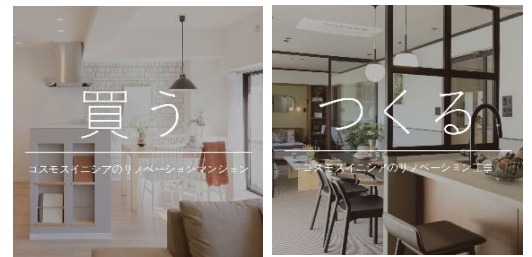 買う
コスモスイニシアのリノベーションマンション
つくる
コスモスイニシアのリノベーション工事